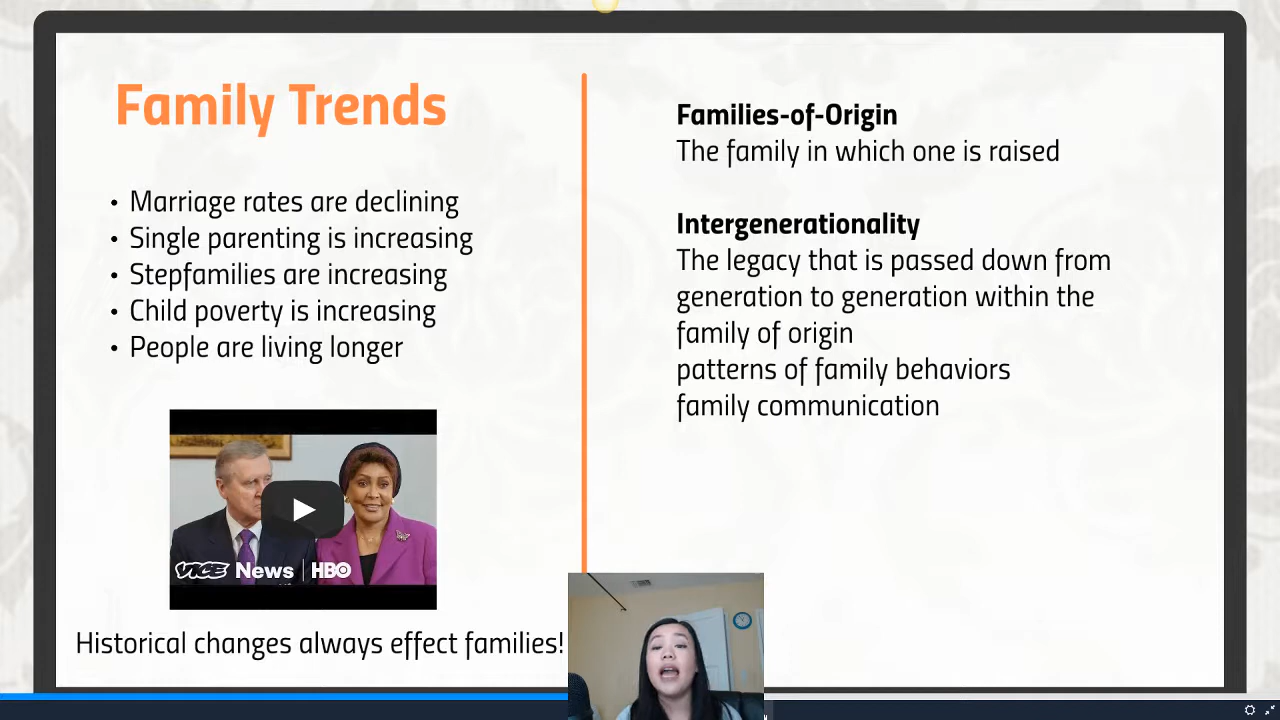 Family Trends
• Marriage rates are declining
• Single parenting is increasing
• Stepfamilies are increasing
• Child poverty is increasing
• People are living longer
VICE News | HBO
Historical changes always effect families!
Families-of-Origin
The family in which one is raised
Intergenerationality
The legacy that is passed down from
generation to generation within the
family of origin
patterns of family behaviors
family communication